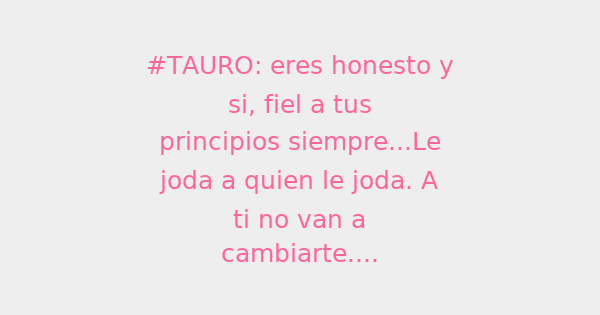 #TAURO: eres honesto y
si, fiel a tus
principios siempre...Le
joda a quien le joda. A
ti no van a
cambiarte....